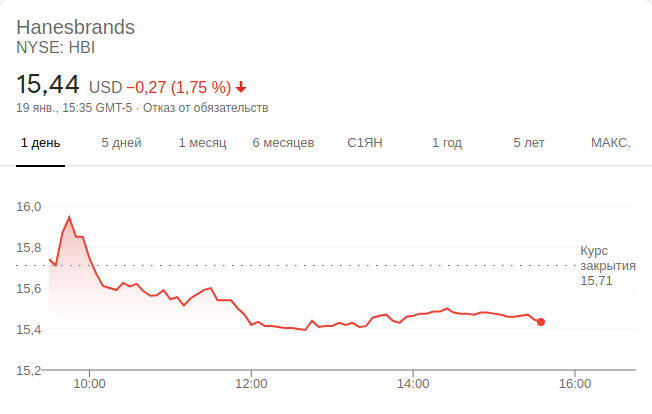 Hanesbrands
NYSE: HBI
15,44 USD −0,27 (1,75 %)
19 янв., 15:35 GMT-5 · Отказ от обязательств
1 день 5 дней 1 месяц 6 месяцев С1ЯН 1 год 5 лет МАКС.
16,0
15,8
Курс
закрытия
15,71
15,6
15,4
15,2
10:00 12:00 14:00 16:00